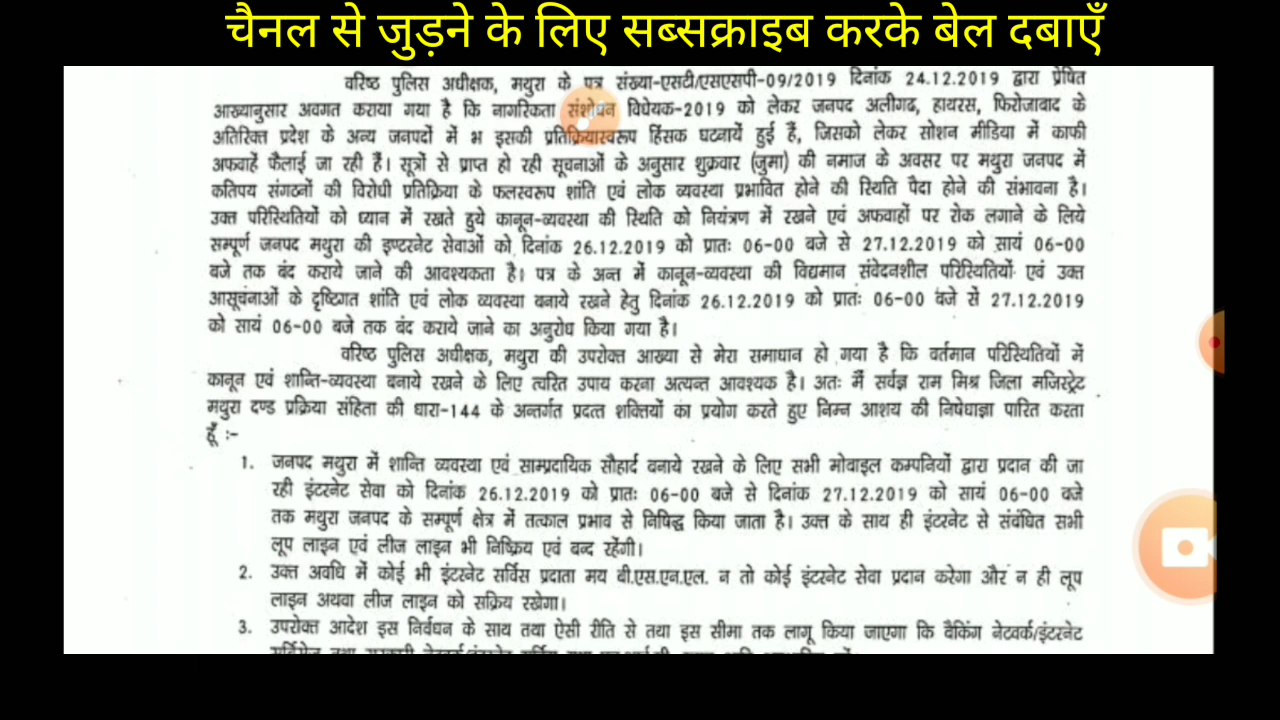 चैनल से जुड़ने के लिए सब्सक्राइब करके बेल दबाएँ
वरिष्ठ पुलिस अधीक्षक, मथुरा के पत्र संख्या-एसटी/एसएसपी-09/2019 दिनांक 24.12.2019 द्वारा प्रेषित
आख्यानुसार अवगत कराया गया है कि नागरिकता संशोधन विधेयक-2019 को लेकर जनपद अलीगढ, हाथरस, फिरोजाबाद के
अतिरिक्त प्रदेश के अन्य जनपदों में भ इसकी प्रतिक्रियास्वरूप हिंसक घटनायें हुई हैं, जिसको लेकर सोशन मीडिया में काफी
अफवाहें फैलाई जा रही हैं। सूत्रों से प्राप्त हो रही सूचनाओं के अनुसार शुक्रवार (जुमा) की नमाज के अवसर पर मथुरा जनपद में
कतिपय संगठनों की विरोधी प्रतिक्रिया के फलस्वरूप शांति एवं लोक व्यवस्था प्रभावित होने की स्थिति पैदा होने की संभावना है।
उक्त परिस्थितियों को ध्यान में रखते हुये कानून-व्यवस्था की स्थिति को नियंत्रण में रखने एवं अफवाहों पर रोक लगाने के लिये
सम्पूर्ण जनपद मथुरा की इण्टरनेट सेवाओं को दिनांक 26.12.2019 को प्रातः 06-00 बजे से 27.12.2019 को सायं 06-00
बजे तक बंद कराये जाने की आवश्यकता है। पत्र के अन्त में कानून-व्यवस्था की विद्यमान संवेदनशील परिस्थितियों एवं उक्त
आसूचनाओं के दृष्टिगत शांति एवं लोक व्यवस्था बनाये रखने हेतु दिनांक 26.12.2019 को प्रातः 06-00 बजे से 27.12.2019
को सायं 06-00 बजे तक बंद कराये जाने का अनुरोध किया गया है।
वरिष्ठ पुलिस अधीक्षक, मथुरा की उपरोक्त आख्या से मेरा समाधान हो गया है कि वर्तमान परिस्थितियों में
कानून एवं शान्ति-व्यवस्था बनाये रखने के लिए त्वरित उपाय करना अत्यन्त आवश्यक है। अतः मैं सर्वज्ञ राम मिश्र जिला मजिस्ट्रेट
मथुरा दण्ड प्रक्रिया संहिता की धारा-144 के अन्तर्गत प्रदत्त शक्तियों का प्रयोग करते हुए निम्न आशय की निषेधाज्ञा पारित करता
हूँ :-
1. जनपद मथुरा में शान्ति व्यवस्था एवं साम्प्रदायिक सौहार्द बनाये रखने के लिए सभी मोबाइल कम्पनियों द्वारा प्रदान की जा
रही इंटरनेट सेवा को दिनांक 26.12.2019 को प्रातः 06-00 बजे से दिनांक 27.12.2019 को सायं 06-00 बजे
तक मथुरा जनपद के सम्पूर्ण क्षेत्र में तत्काल प्रभाव से निषिद्ध किया जाता है। उक्त के साथ ही इंटरनेट से संबंधित सभी
लूप लाइन एवं लीज लाइन भी निष्क्रिय एवं बन्द रहेंगी।
2. उक्त अवधि में कोई भी इंटरनेट सर्विस प्रदाता मय बी.एस.एन.एल. न तो कोई इंटरनेट सेवा प्रदान करेगा और न ही लूप
लाइन अथवा लीज लाइन को सक्रिय रखेगा।
3. उपरोक्त आदेश इस निर्वधन के साथ तथा ऐसी रीति से तथा इस सीमा तक लागू किया जाएगा कि बैकिंग नेटवर्क/इंटरनेट